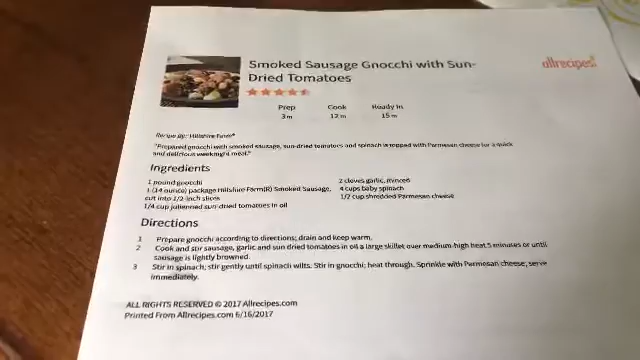 Smoked Sausage Gnocchi with Sun-
Dried Tomatoes
allrecipes!
Prep Cook Ready In
3 m 12 m 15 m
Recipe By: Hillshire Farm®
"Prepared gnocchi with smoked sausage, sun-dried tomatoes and spinach is topped with Parmesan cheese for a quick
and delicious weeknight meal."
Ingredients
1 pound gnocchi
1 (14 ounce) package Hillshire Farm(R) Smoked Sausage,
cut into 1/2-inch slices
1/4 cup julienned sun-dried tomatoes in oil
2 cloves garlic, minced
4 cups baby spinach
1/2 cup shredded Parmesan cheese
Directions
1 Prepare gnocchi according to directions; drain and keep warm.
2 Cook and stir sausage, garlic and sun dried tomatoes in oil a large skillet over medium-high heat 5 minutes or until
sausage is lightly browned.
3 Stir in spinach; stir gently until spinach wilts. Stir in gnocchi; heat through. Sprinkle with Parmesan cheese, serve
immediately.
ALL RIGHTS RESERVED © 2017 Allrecipes.com
Printed From Allrecipes.com 6/16/2017